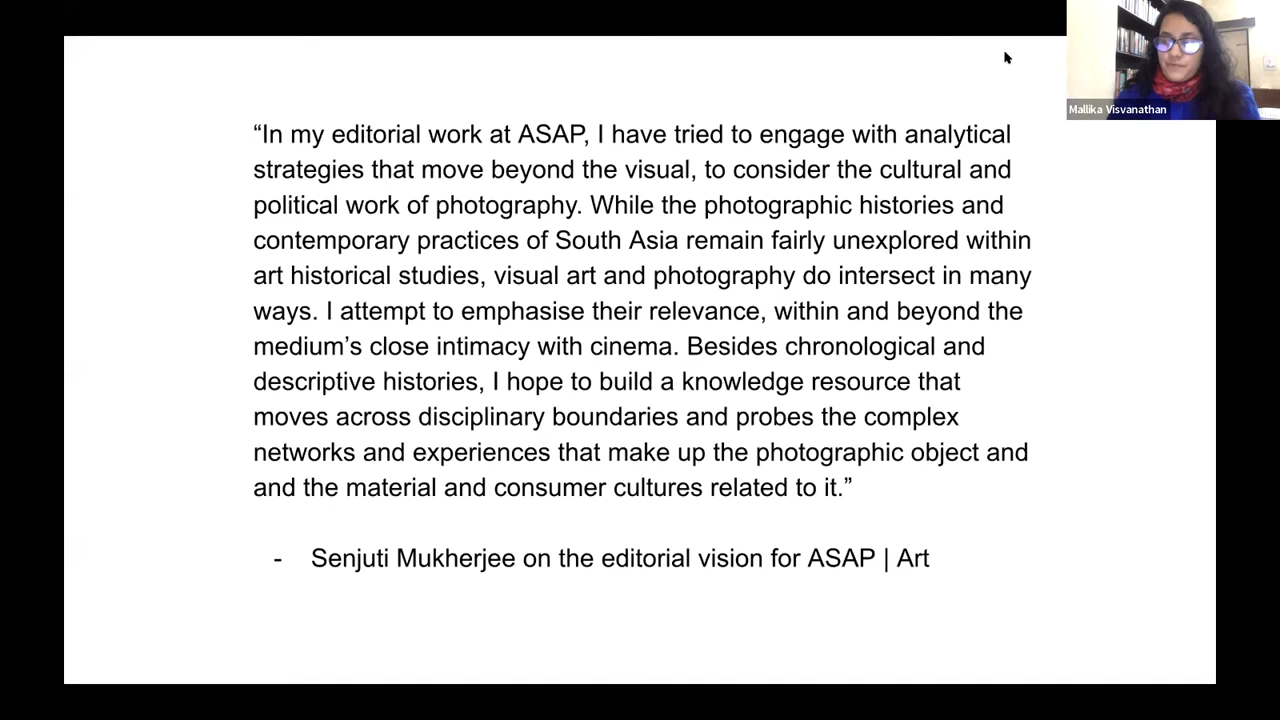 Mallika Visvanathan
“In my editorial work at ASAP, I have tried to engage with analytical
strategies that move beyond the visual, to consider the cultural and
political work of photography. While the photographic histories and
contemporary practices of South Asia remain fairly unexplored within
art historical studies, visual art and photography do intersect in many
ways. I attempt to emphasise their relevance, within and beyond the
medium’s close intimacy with cinema. Besides chronological and
descriptive histories, I hope to build a knowledge resource that
moves across disciplinary boundaries and probes the complex
networks and experiences that make up the photographic object and
and the material and consumer cultures related to it.”
- Senjuti Mukherjee on the editorial vision for ASAP | Art